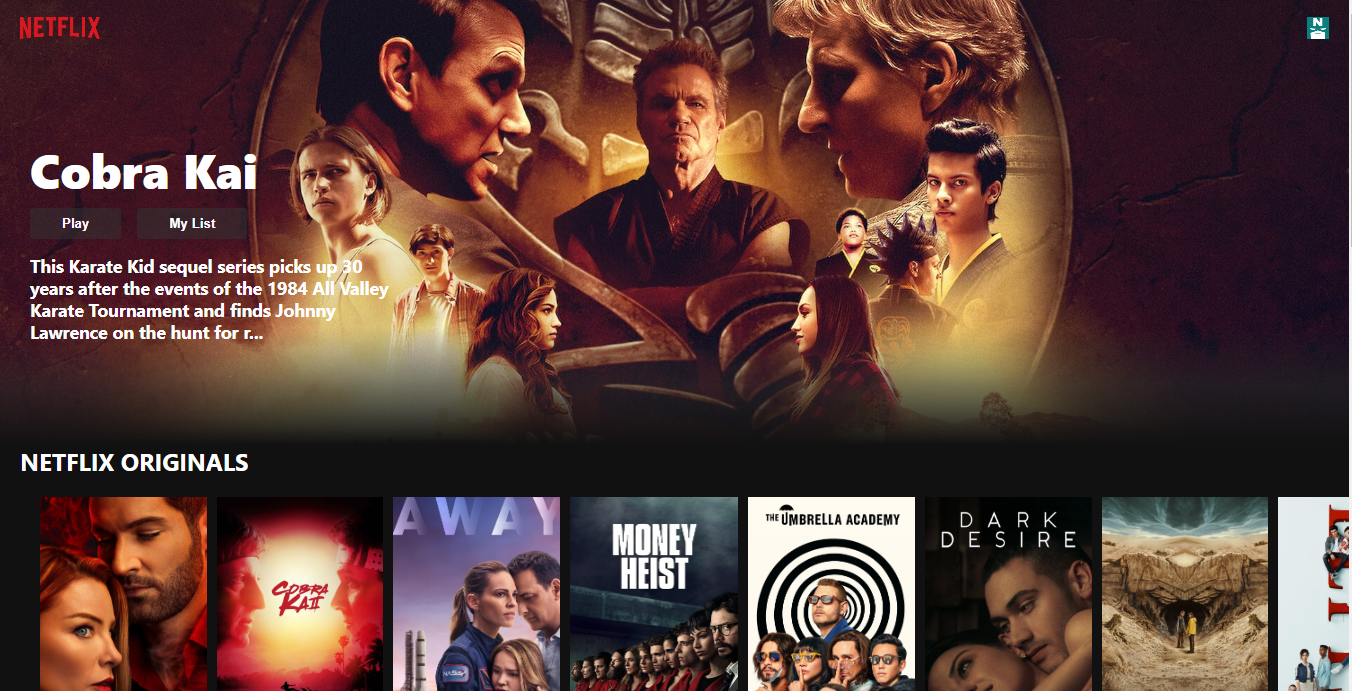 NETFLIX
N
Cobra Kai
Play
My List
This Karate Kid sequel series picks up 30
years after the events of the 1984 All Valley
Karate Tournament and finds Johnny
Lawrence on the hunt for r...
NETFLIX ORIGINALS
COBRA
KAI
AWAY
NASA
MONEY
HEIST
THE UMBRELLA ACADEMY
DARK
DESIRE